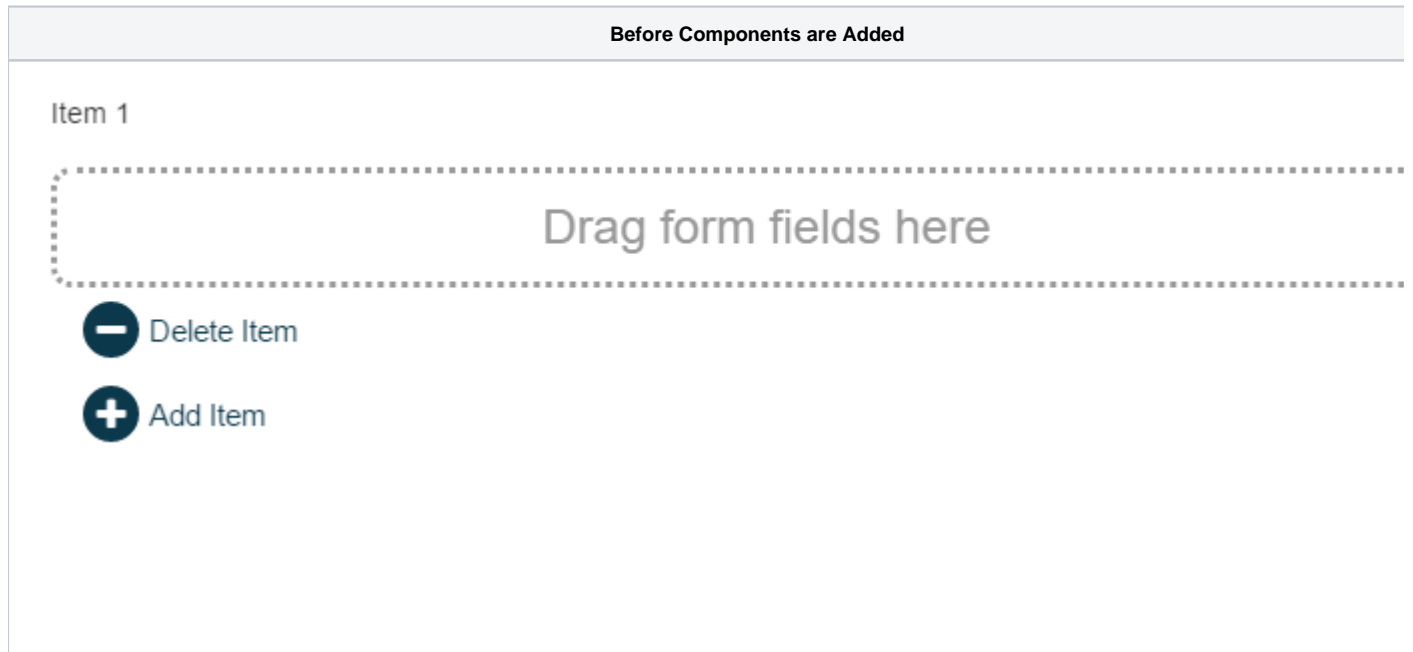 Before Components are Added
Item 1
Drag form fields here
Delete Item
Add Item